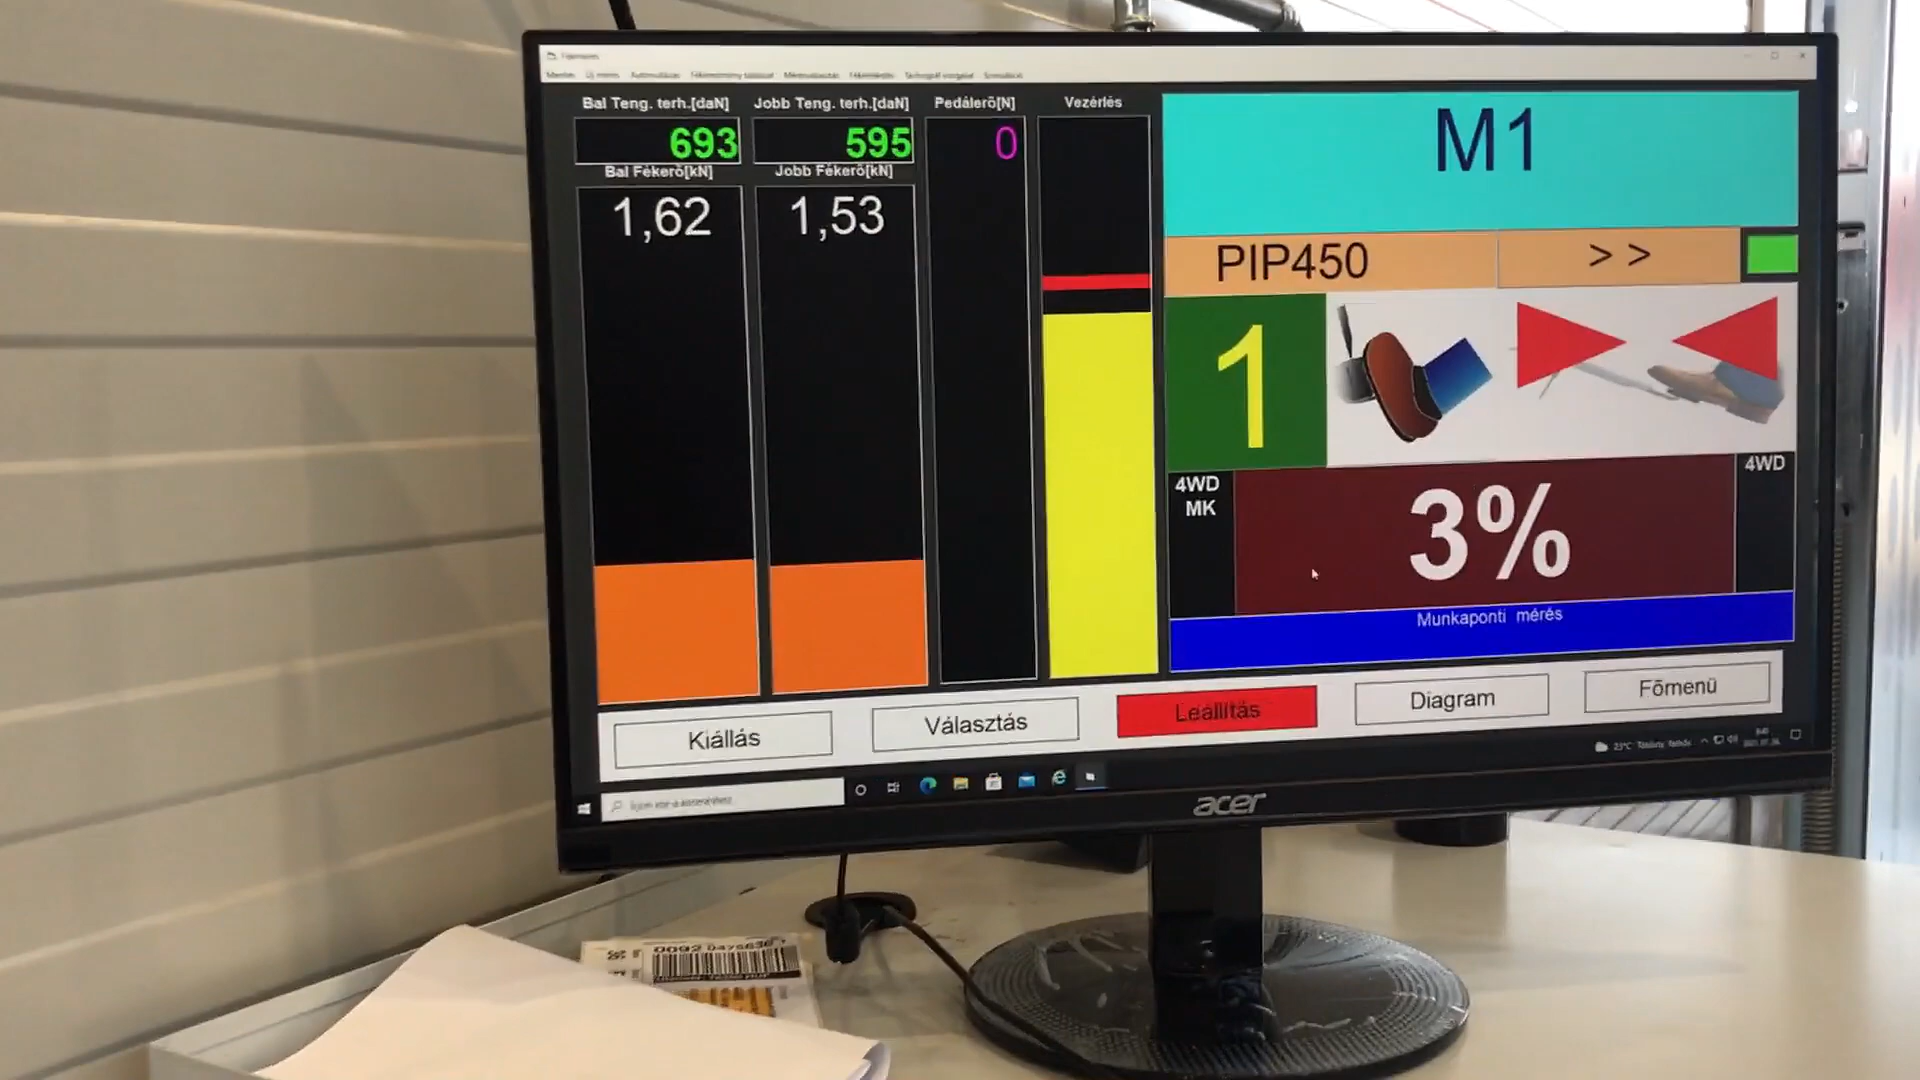 Bal Teng. terh.[daN]
Jobb Teng. terh.[daN]
Pedálerő[N]
Vezérlés
693
595
0
Bal Fékerő[kN]
Jobb Fékerő[kN]
1,62
1,53
M1
PIP450
> >
1
4WD
MK
3%
4WD
Munkaponti mérés
Kiállás
Választás
Leállítás
Diagram
Főmenü
23°C
acer